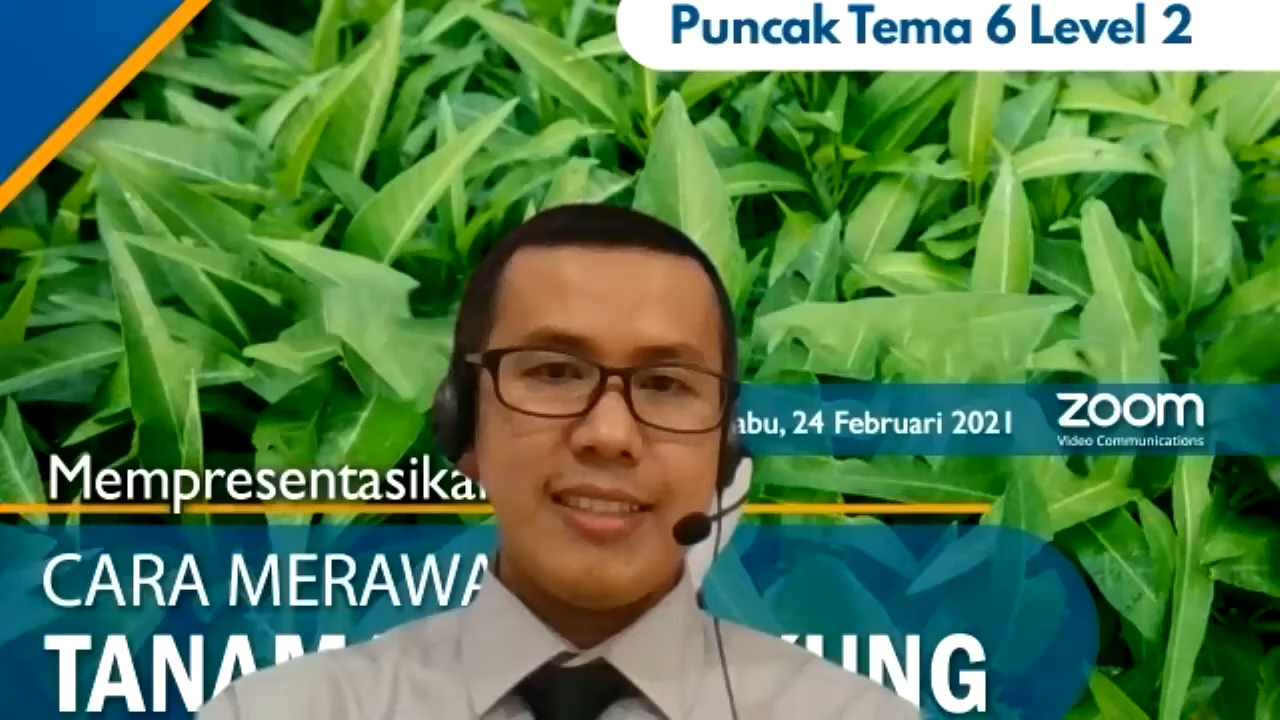 Puncak Tema 6 Level 2
abu, 24 Februari 2021
zoom
Video Communications
Mempresentasika
CARA MERAWA
TANAM UNG